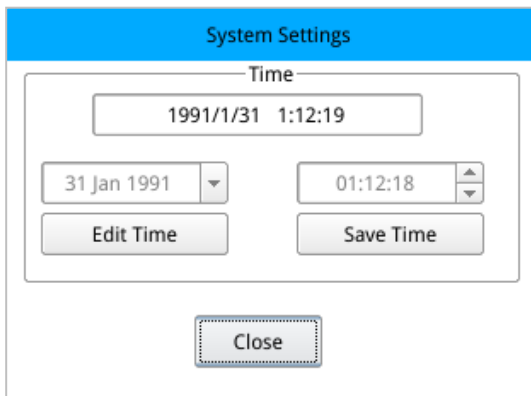 System Settings
Time
1991/1/31 1:12:19
31 Jan 1991 01:12:18
Edit Time Save Time
Close